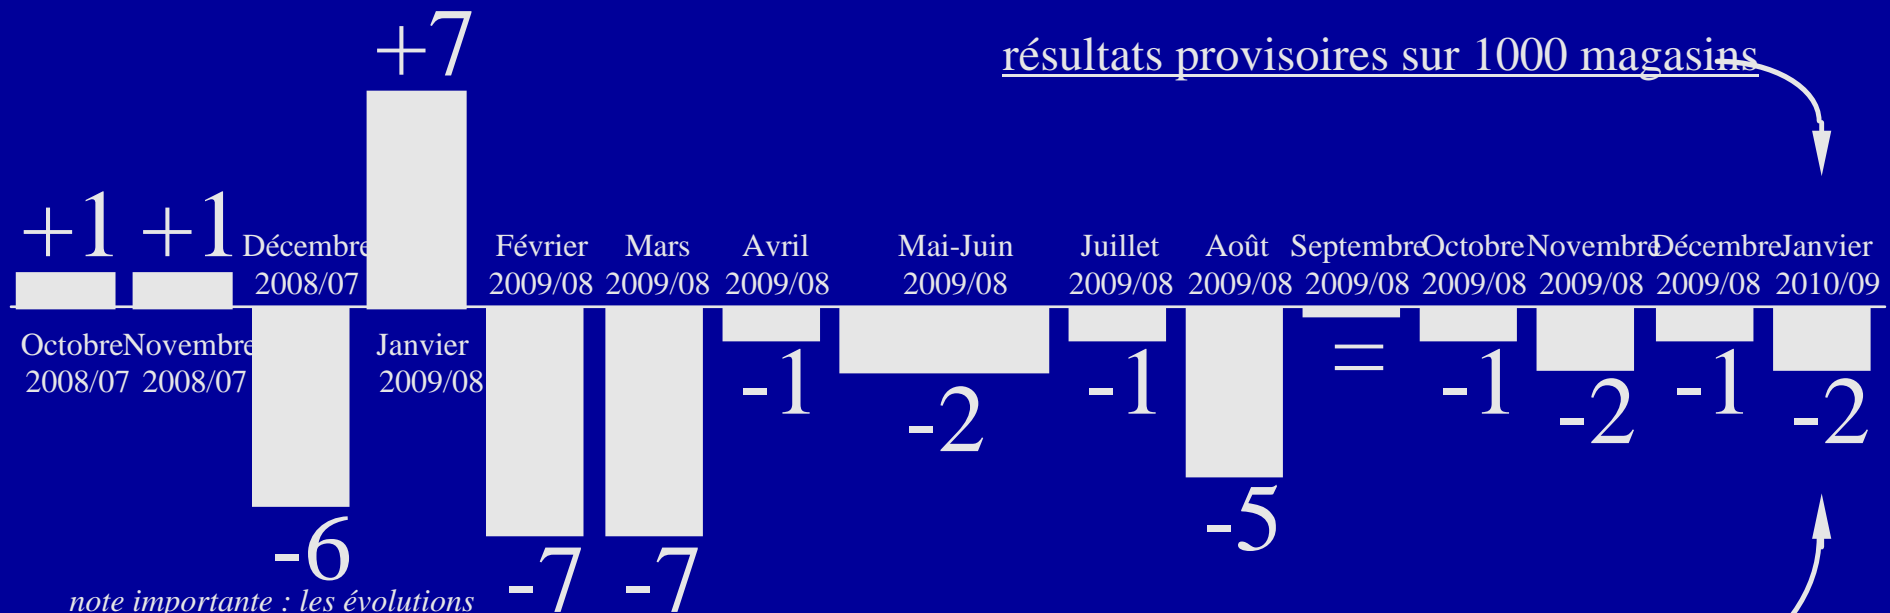 +7
résultats provisoires sur 1000 magasins
+1
+1
Décembre
2008/07
Février
2009/08
Mars
2009/08
Avril
2009/08
Mai-Juin
2009/08
Juillet
2009/08
Août
2009/08
Septembre
2009/08
Octobre
2009/08
Novembre
2009/08
Décembre
2009/08
Janvier
2010/09
Octobre
2008/07
Novembre
2008/07
Janvier
2009/08
-1
-2
-1
=
-1
-2
-1
-2
-5
-6
-7
-7
note importante : les évolutions